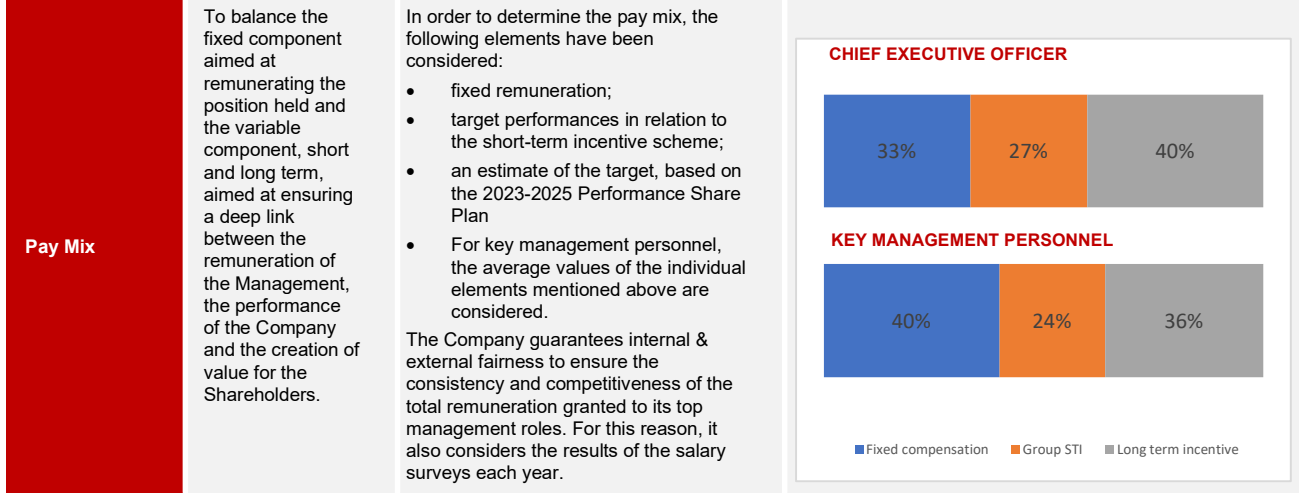 Pay Mix
To balance the
fixed component
aimed at
remunerating the
position held and
the variable
component, short
and long term,
aimed at ensuring
a deep link
between the
remuneration of
the Management,
the performance
of the Company
and the creation of
value for the
Shareholders.
In order to determine the pay mix, the
following elements have been
considered:
• fixed remuneration;
• target performances in relation to
the short-term incentive scheme;
• an estimate of the target, based on
the 2023-2025 Performance Share
Plan
• For key management personnel,
the average values of the individual
elements mentioned above are
considered.
The Company guarantees internal &
external fairness to ensure the
consistency and competitiveness of the
total remuneration granted to its top
management roles. For this reason, it
also considers the results of the salary
surveys each year.
CHIEF EXECUTIVE OFFICER
33% 27% 40%
KEY MANAGEMENT PERSONNEL
40% 24% 36%
Fixed compensation Group STI Long term incentive